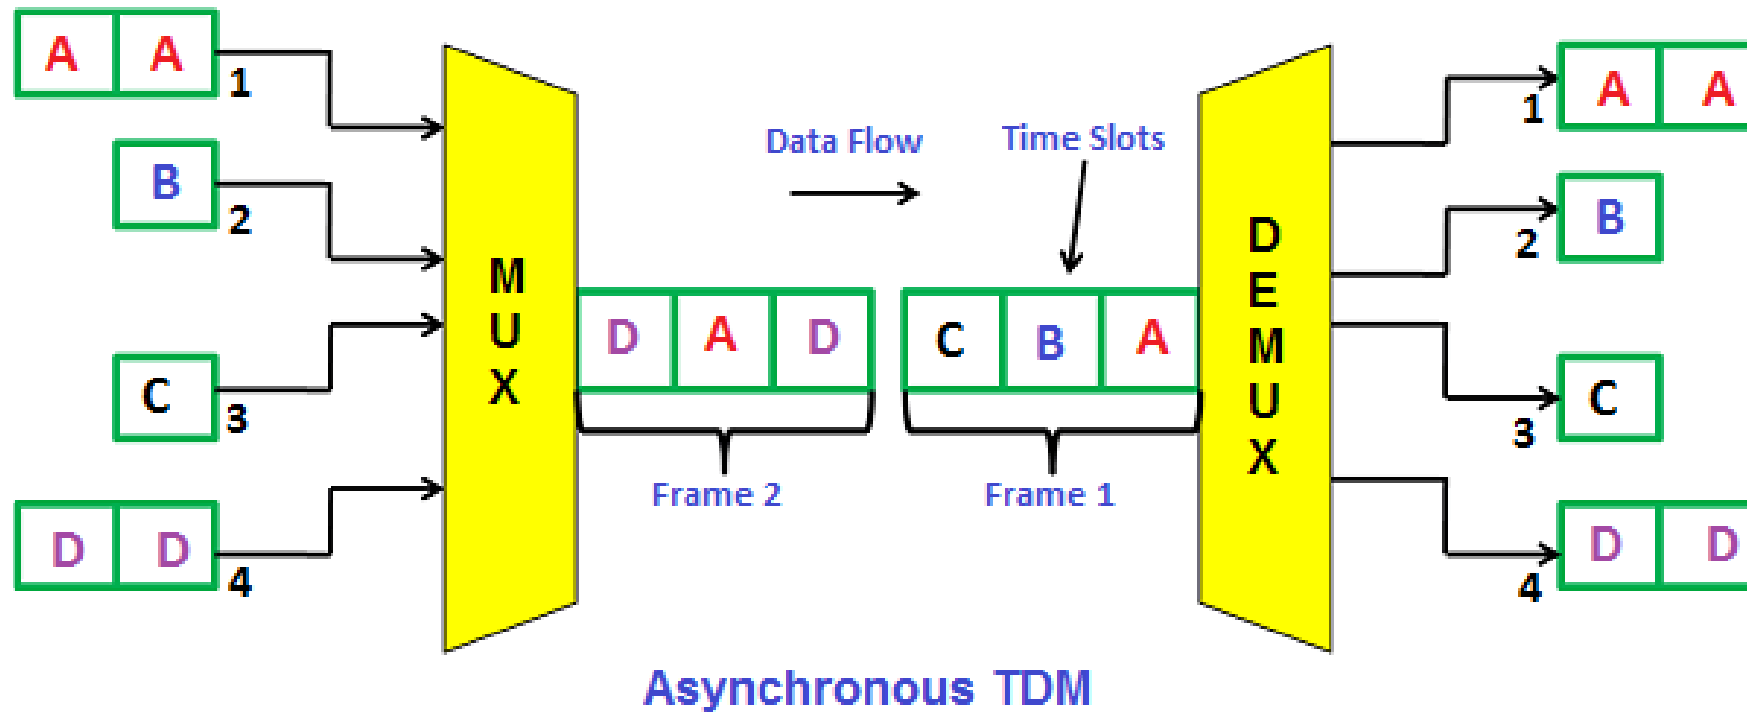 A A
1
B
2
C
3
D D
4
MUX
Data Flow
Time Slots
D A D
C B A
Frame 2
Frame 1
DEMUX
A A
1
B
2
C
3
D D
4
Asynchronous TDM